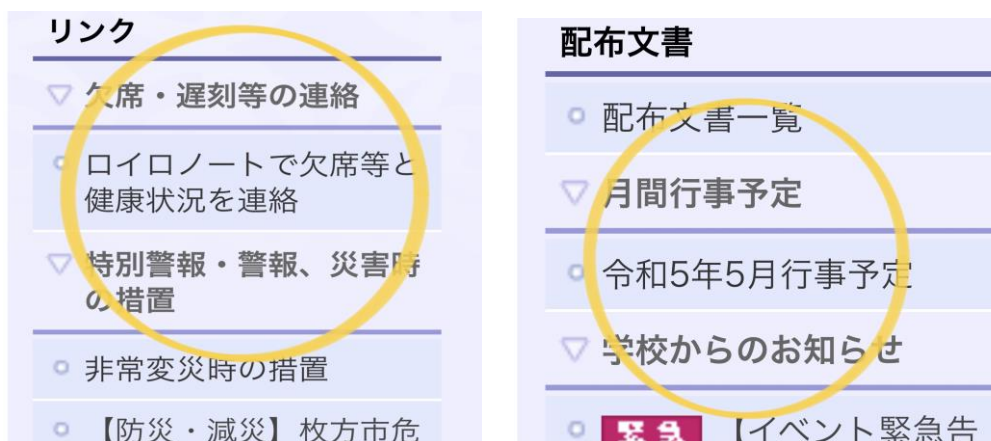 リンク
欠席・遅刻等の連絡
ロイロノートで欠席等と
健康状況を連絡
特別警報・警報、災害時
の措置
非常変災時の措置
【防災・減災】枚方市危
配布文書
配布文書一覧
月間行事予定
令和5年5月行事予定
学校からのお知らせ
緊急 【イベント緊急告